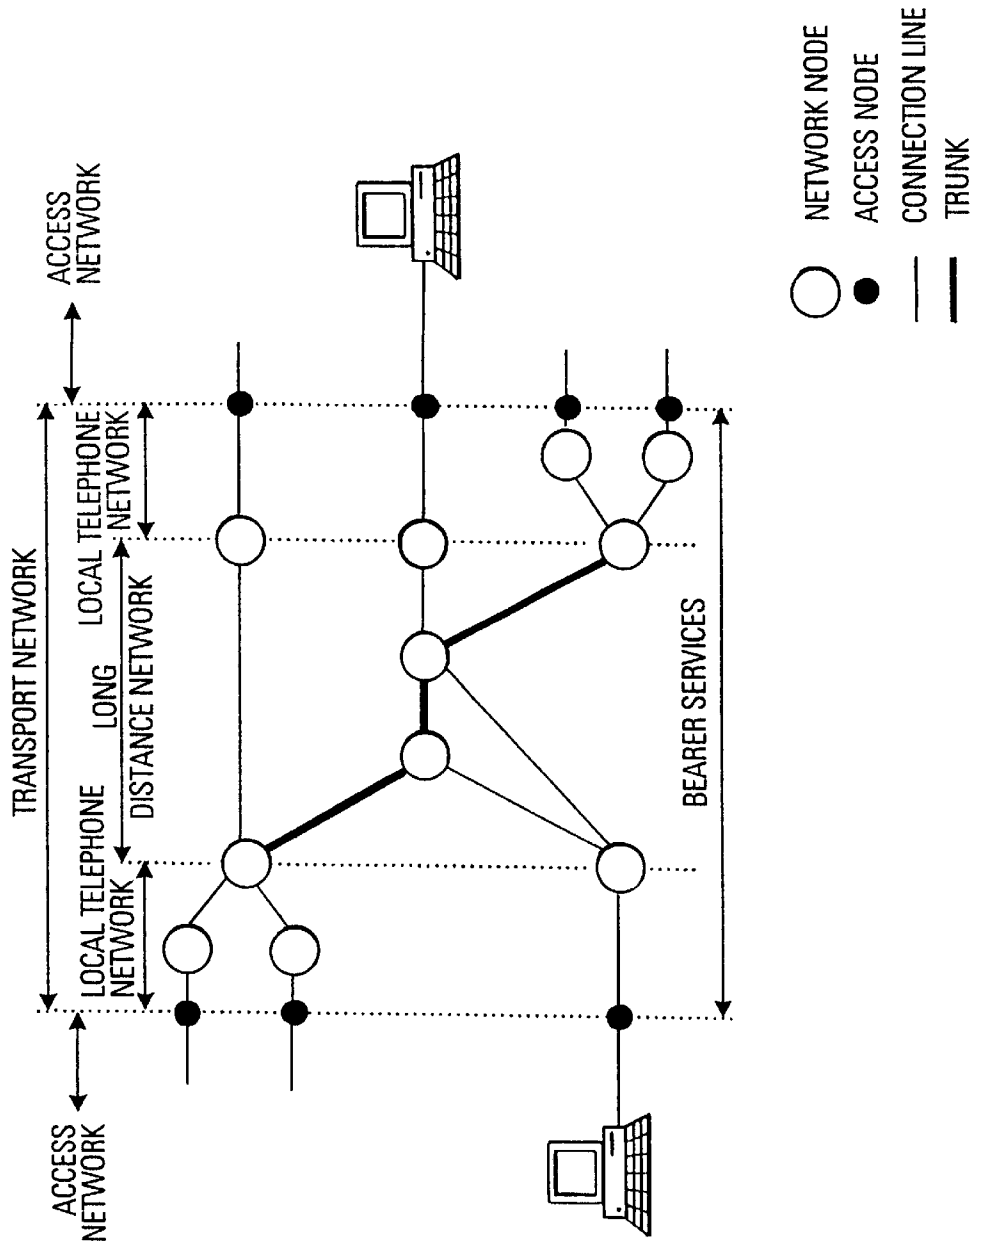 TRANSPORT NETWORK
ACCESS
NETWORK
LOCAL TELEPHONE
NETWORK
LONG
DISTANCE NETWORK
LOCAL TELEPHONE
NETWORK
ACCESS
NETWORK
BEARER SERVICES
NETWORK NODE
ACCESS NODE
CONNECTION LINE
TRUNK